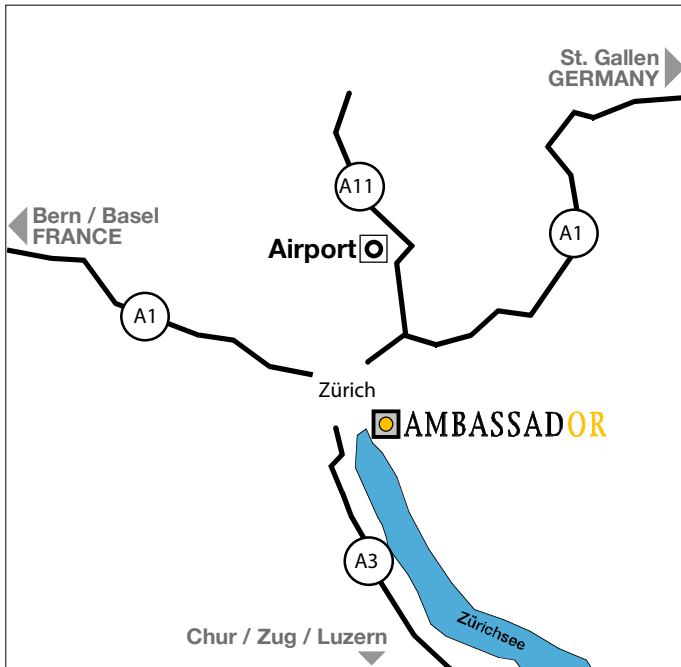 St. Gallen
GERMANY
A11
Bern / Basel
FRANCE
A1
Airport
A1
Zürich
AMBASSADOR
A3
Zürichsee
Chur / Zug / Luzern